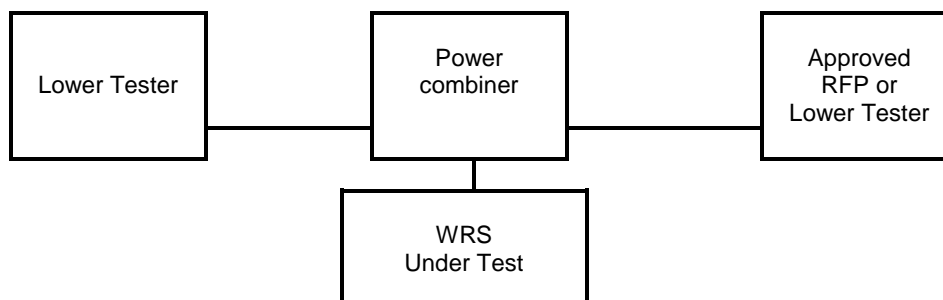 Lower Tester
Power
combiner
Approved
RFP or
Lower Tester
WRS
Under Test